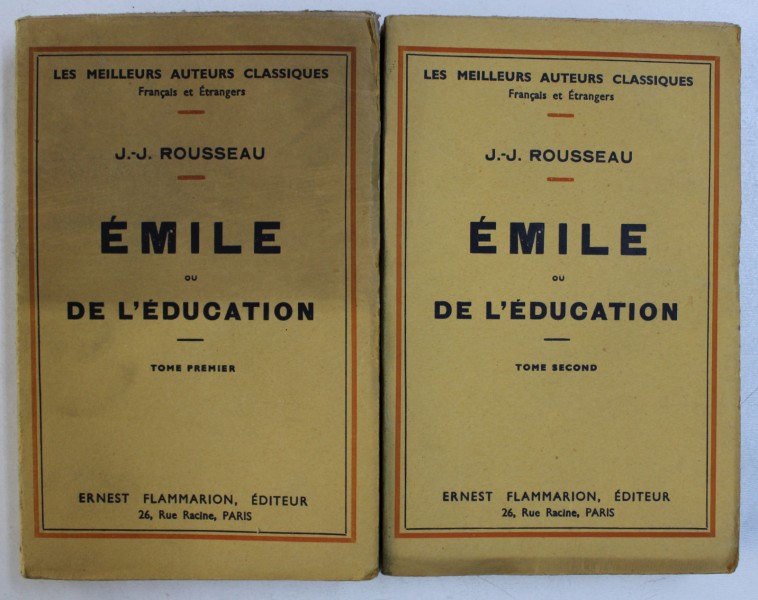 LES MEILLEURS AUTEURS CLASSIQUES
Français et Étrangers
J.-J. ROUSSEAU
ÉMILE
OU
DE L'ÉDUCATION
TOME PREMIER
ERNEST FLAMMARION, ÉDITEUR
26, Rue Racine, PARIS
LES MEILLEURS AUTEURS CLASSIQUES
Français et Étrangers
J.-J. ROUSSEAU
ÉMILE
OU
DE L'ÉDUCATION
TOME SECOND
ERNEST FLAMMARION, ÉDITEUR
26, Rue Racine, PARIS